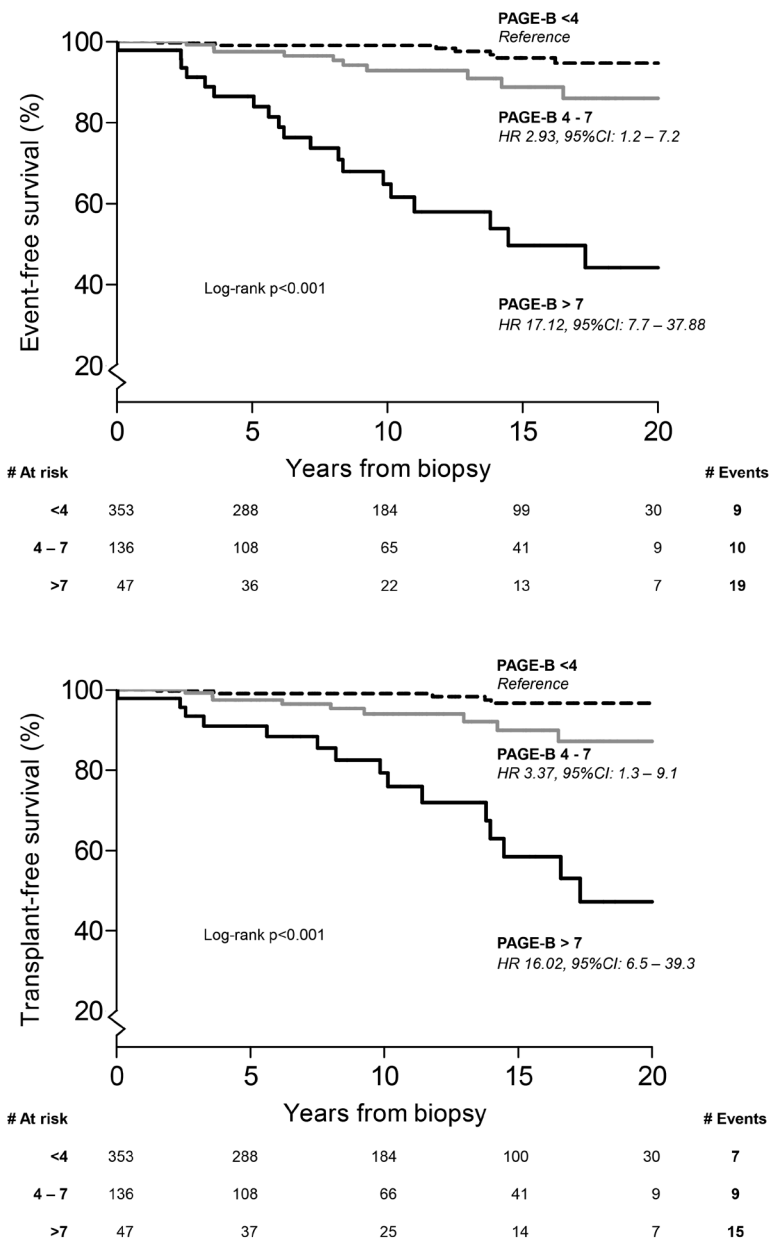 PAGE-B <4
Reference
100
PAGE-B 4 - 7
HR 2.93, 95%CI: 1.2 – 7.2
80
60
40
Log-rank p<0.001
PAGE-B > 7
HR 17.12, 95%CI: 7.7 – 37.88
20
Event-free survival (%)
0 5 10 15 20
Years from biopsy
# At risk # Events
<4 353 288 184 99 30 9
4 – 7 136 108 65 41 9 10
>7 47 36 22 13 7 19
PAGE-B <4
Reference
100
PAGE-B 4 - 7
HR 3.37, 95%CI: 1.3 – 9.1
80
60
40
Log-rank p<0.001
PAGE-B > 7
HR 16.02, 95%CI: 6.5 – 39.3
20
Transplant-free survival (%)
0 5 10 15 20
Years from biopsy
# At risk # Events
<4 353 288 184 100 30 7
4 – 7 136 108 66 41 9 9
>7 47 37 25 14 7 15